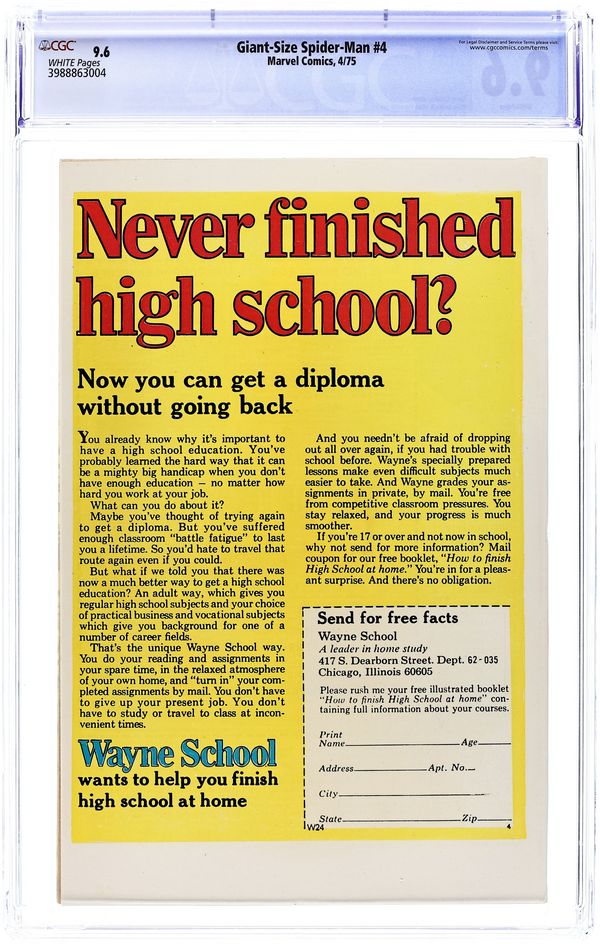 CGC 9.6
WHITE Pages
3988863004
Giant-Size Spider-Man #4
Marvel Comics, 4/75
For Legal Disclaimer and Service Terms please visit:
www.cgccomics.com/terms
Never finished
high school?
Now you can get a diploma
without going back
You already know why it's important to
have a high school education. You've
probably learned the hard way that it can
be a mighty big handicap when you don't
have enough education — no matter how
hard you work at your job.
What can you do about it?
Maybe you've thought of trying again
to get a diploma. But you've suffered
enough classroom "battle fatigue" to last
you a lifetime. So you'd hate to travel that
route again even if you could.
But what if we told you that there was
now a much better way to get a high school
education? An adult way, which gives you
regular high school subjects and your choice
of practical business and vocational subjects
which give you background for one of a
number of career fields.
That's the unique Wayne School way.
You do your reading and assignments in
your spare time, in the relaxed atmosphere
of your own home, and "turn in" your com-
pleted assignments by mail. You don't have
to give up your present job. You don't
have to study or travel to class at incon-
venient times.
Wayne School
wants to help you finish
high school at home
And you needn't be afraid of dropping
out all over again, if you had trouble with
school before. Wayne's specially prepared
lessons make even difficult subjects much
easier to take. And Wayne grades your as-
signments in private, by mail. You're free
from competitive classroom pressures. You
stay relaxed, and your progress is much
smoother.
If you're 17 or over and not now in school,
why not send for more information? Mail
coupon for our free booklet, "How to finish
High School at home." You're in for a pleas-
ant surprise. And there's no obligation.
Send for free facts
Wayne School
A leader in home study
417 S. Dearborn Street. Dept. 62-035
Chicago, Illinois 60605
Please rush me your free illustrated booklet
"How to finish High School at home" con-
taining full information about your courses.
Print
Name Age
Address Apt. No.
City
State Zip
W24 4